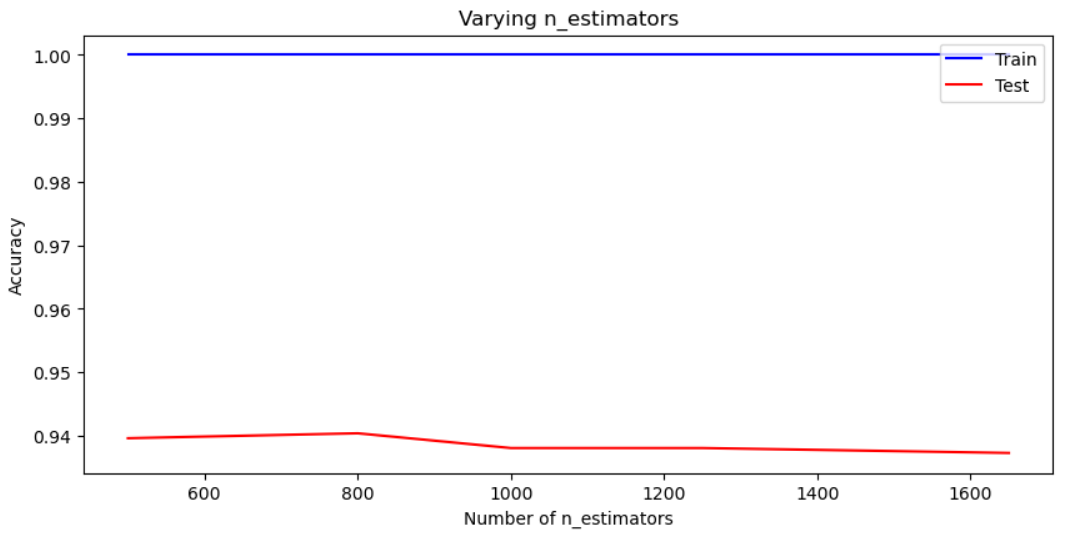 Varying n_estimators
Train
Test
Accuracy
1.00
0.99
0.98
0.97
0.96
0.95
0.94
600 800 1000 1200 1400 1600
Number of n_estimators